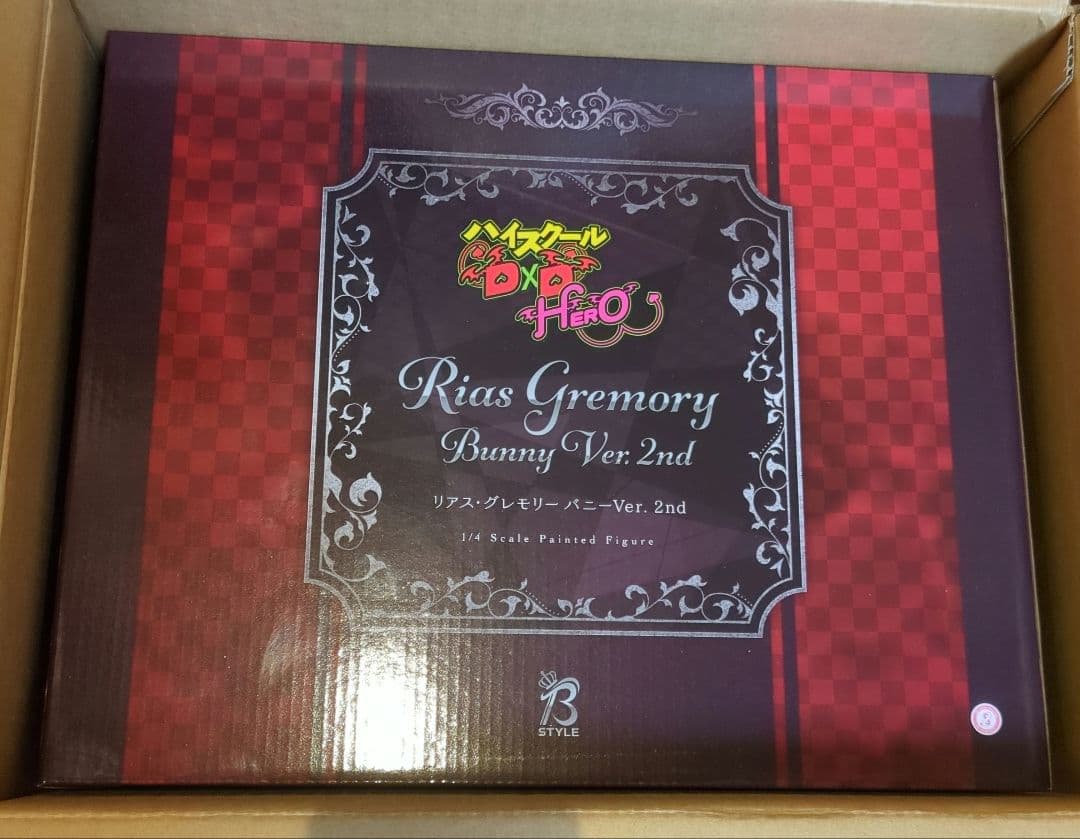 ハイスクール
D×D
HERO
Rias Gremory
Bunny Ver. 2nd
リアス・グレモリー バニーVer. 2nd
1/4 Scale Painted Figure
B
STYLE